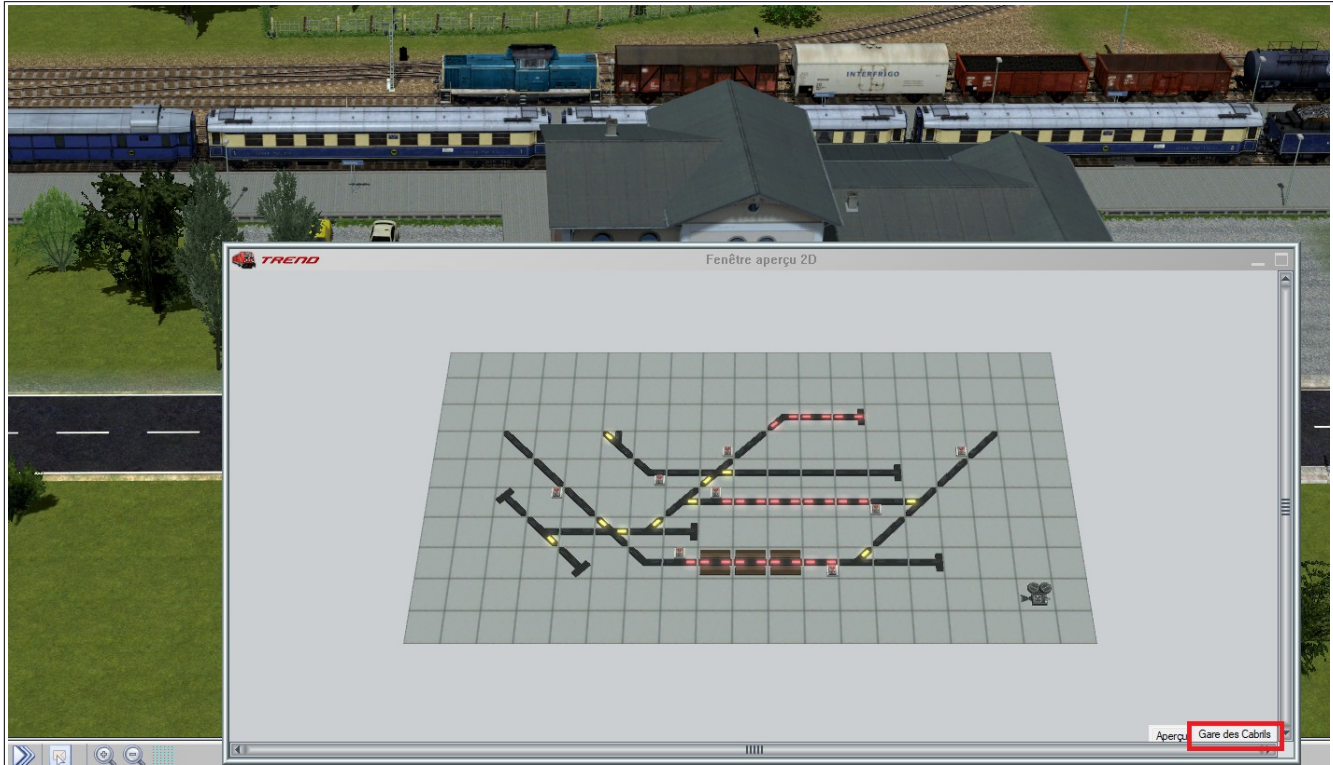 INTERFRIGO
TREND
Fenêtre aperçu 2D
Aperçu
Gare des Cabrils